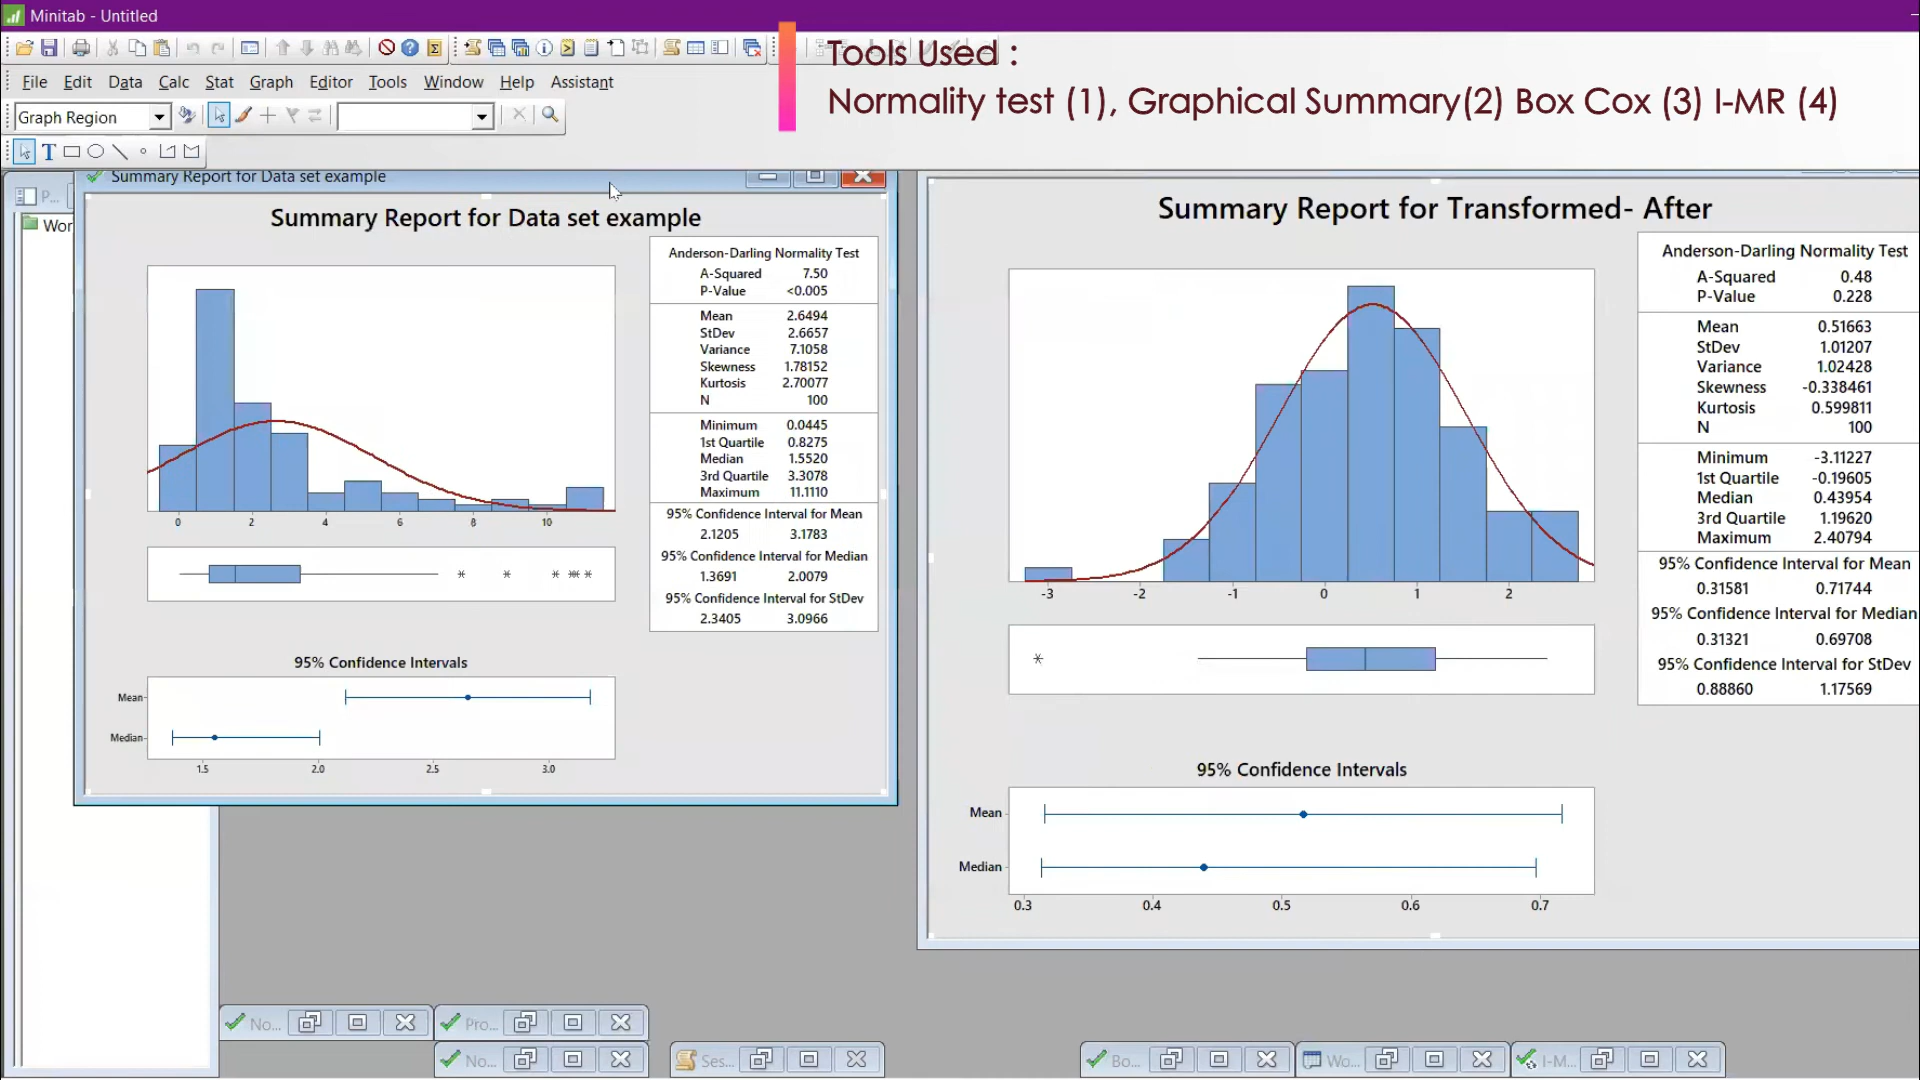 Minitab - Untitled
Tools Used :
Normality test (1), Graphical Summary(2) Box Cox (3) I-MR (4)
File Edit Data Calc Stat Graph Editor Tools Window Help Assistant
Graph Region
T
P...
Wor
Summary Report for Data set example
Summary Report for Data set example
Anderson-Darling Normality Test
A-Squared 7.50
P-Value <0.005
Mean 2.6494
StDev 2.6657
Variance 7.1058
Skewness 1.78152
Kurtosis 2.70077
N 100
Minimum 0.0445
1st Quartile 0.8275
Median 1.5520
3rd Quartile 3.3078
Maximum 11.1110
95% Confidence Interval for Mean
2.1205 3.1783
95% Confidence Interval for Median
1.3691 2.0079
95% Confidence Interval for StDev
2.3405 3.0966
0 2 4 6 8 10
95% Confidence Intervals
Mean
Median
1.5 2.0 2.5 3.0
Summary Report for Transformed- After
Anderson-Darling Normality Test
A-Squared 0.48
P-Value 0.228
Mean 0.51663
StDev 1.01207
Variance 1.02428
Skewness -0.338461
Kurtosis 0.599811
N 100
Minimum -3.11227
1st Quartile -0.19605
Median 0.43954
3rd Quartile 1.19620
Maximum 2.40794
95% Confidence Interval for Mean
0.31581 0.71744
95% Confidence Interval for Median
0.31321 0.69708
95% Confidence Interval for StDev
0.88860 1.17569
-3 -2 -1 0 1 2
95% Confidence Intervals
Mean
Median
0.3 0.4 0.5 0.6 0.7
No... Pro...
No... Ses... Bo... Wo... I-M...